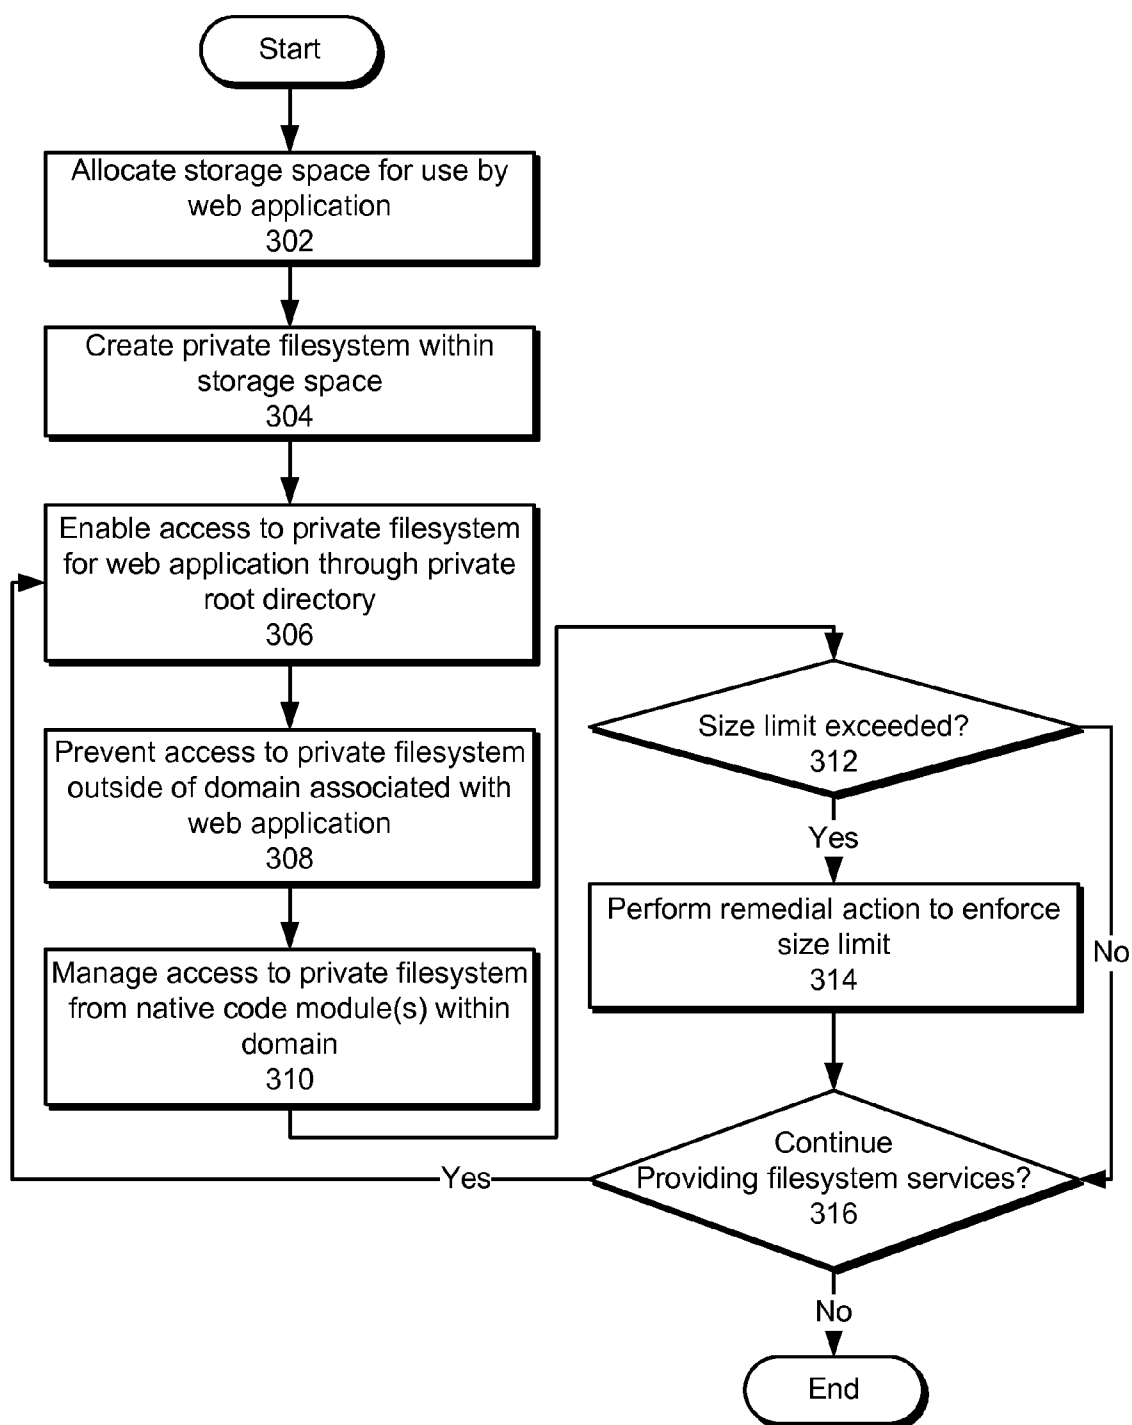 Start
Allocate storage space for use by
web application
302
Create private filesystem within
storage space
304
Enable access to private filesystem
for web application through private
root directory
306
Prevent access to private filesystem
outside of domain associated with
web application
308
Manage access to private filesystem
from native code module(s) within
domain
310
Size limit exceeded?
312
Yes
Perform remedial action to enforce
size limit
314
No
Continue
Providing filesystem services?
316
Yes
No
End